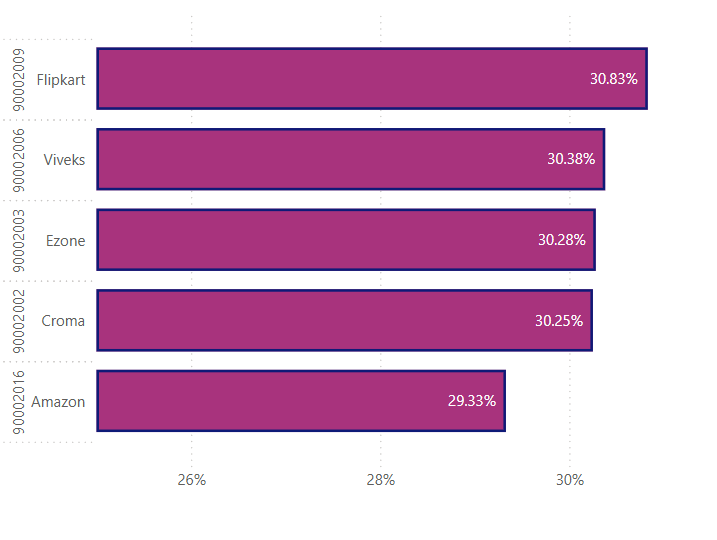 90002009 Flipkart 30.83%
90002006 Viveks 30.38%
90002003 Ezone 30.28%
90002002 Croma 30.25%
90002016 Amazon 29.33%
26% 28% 30%